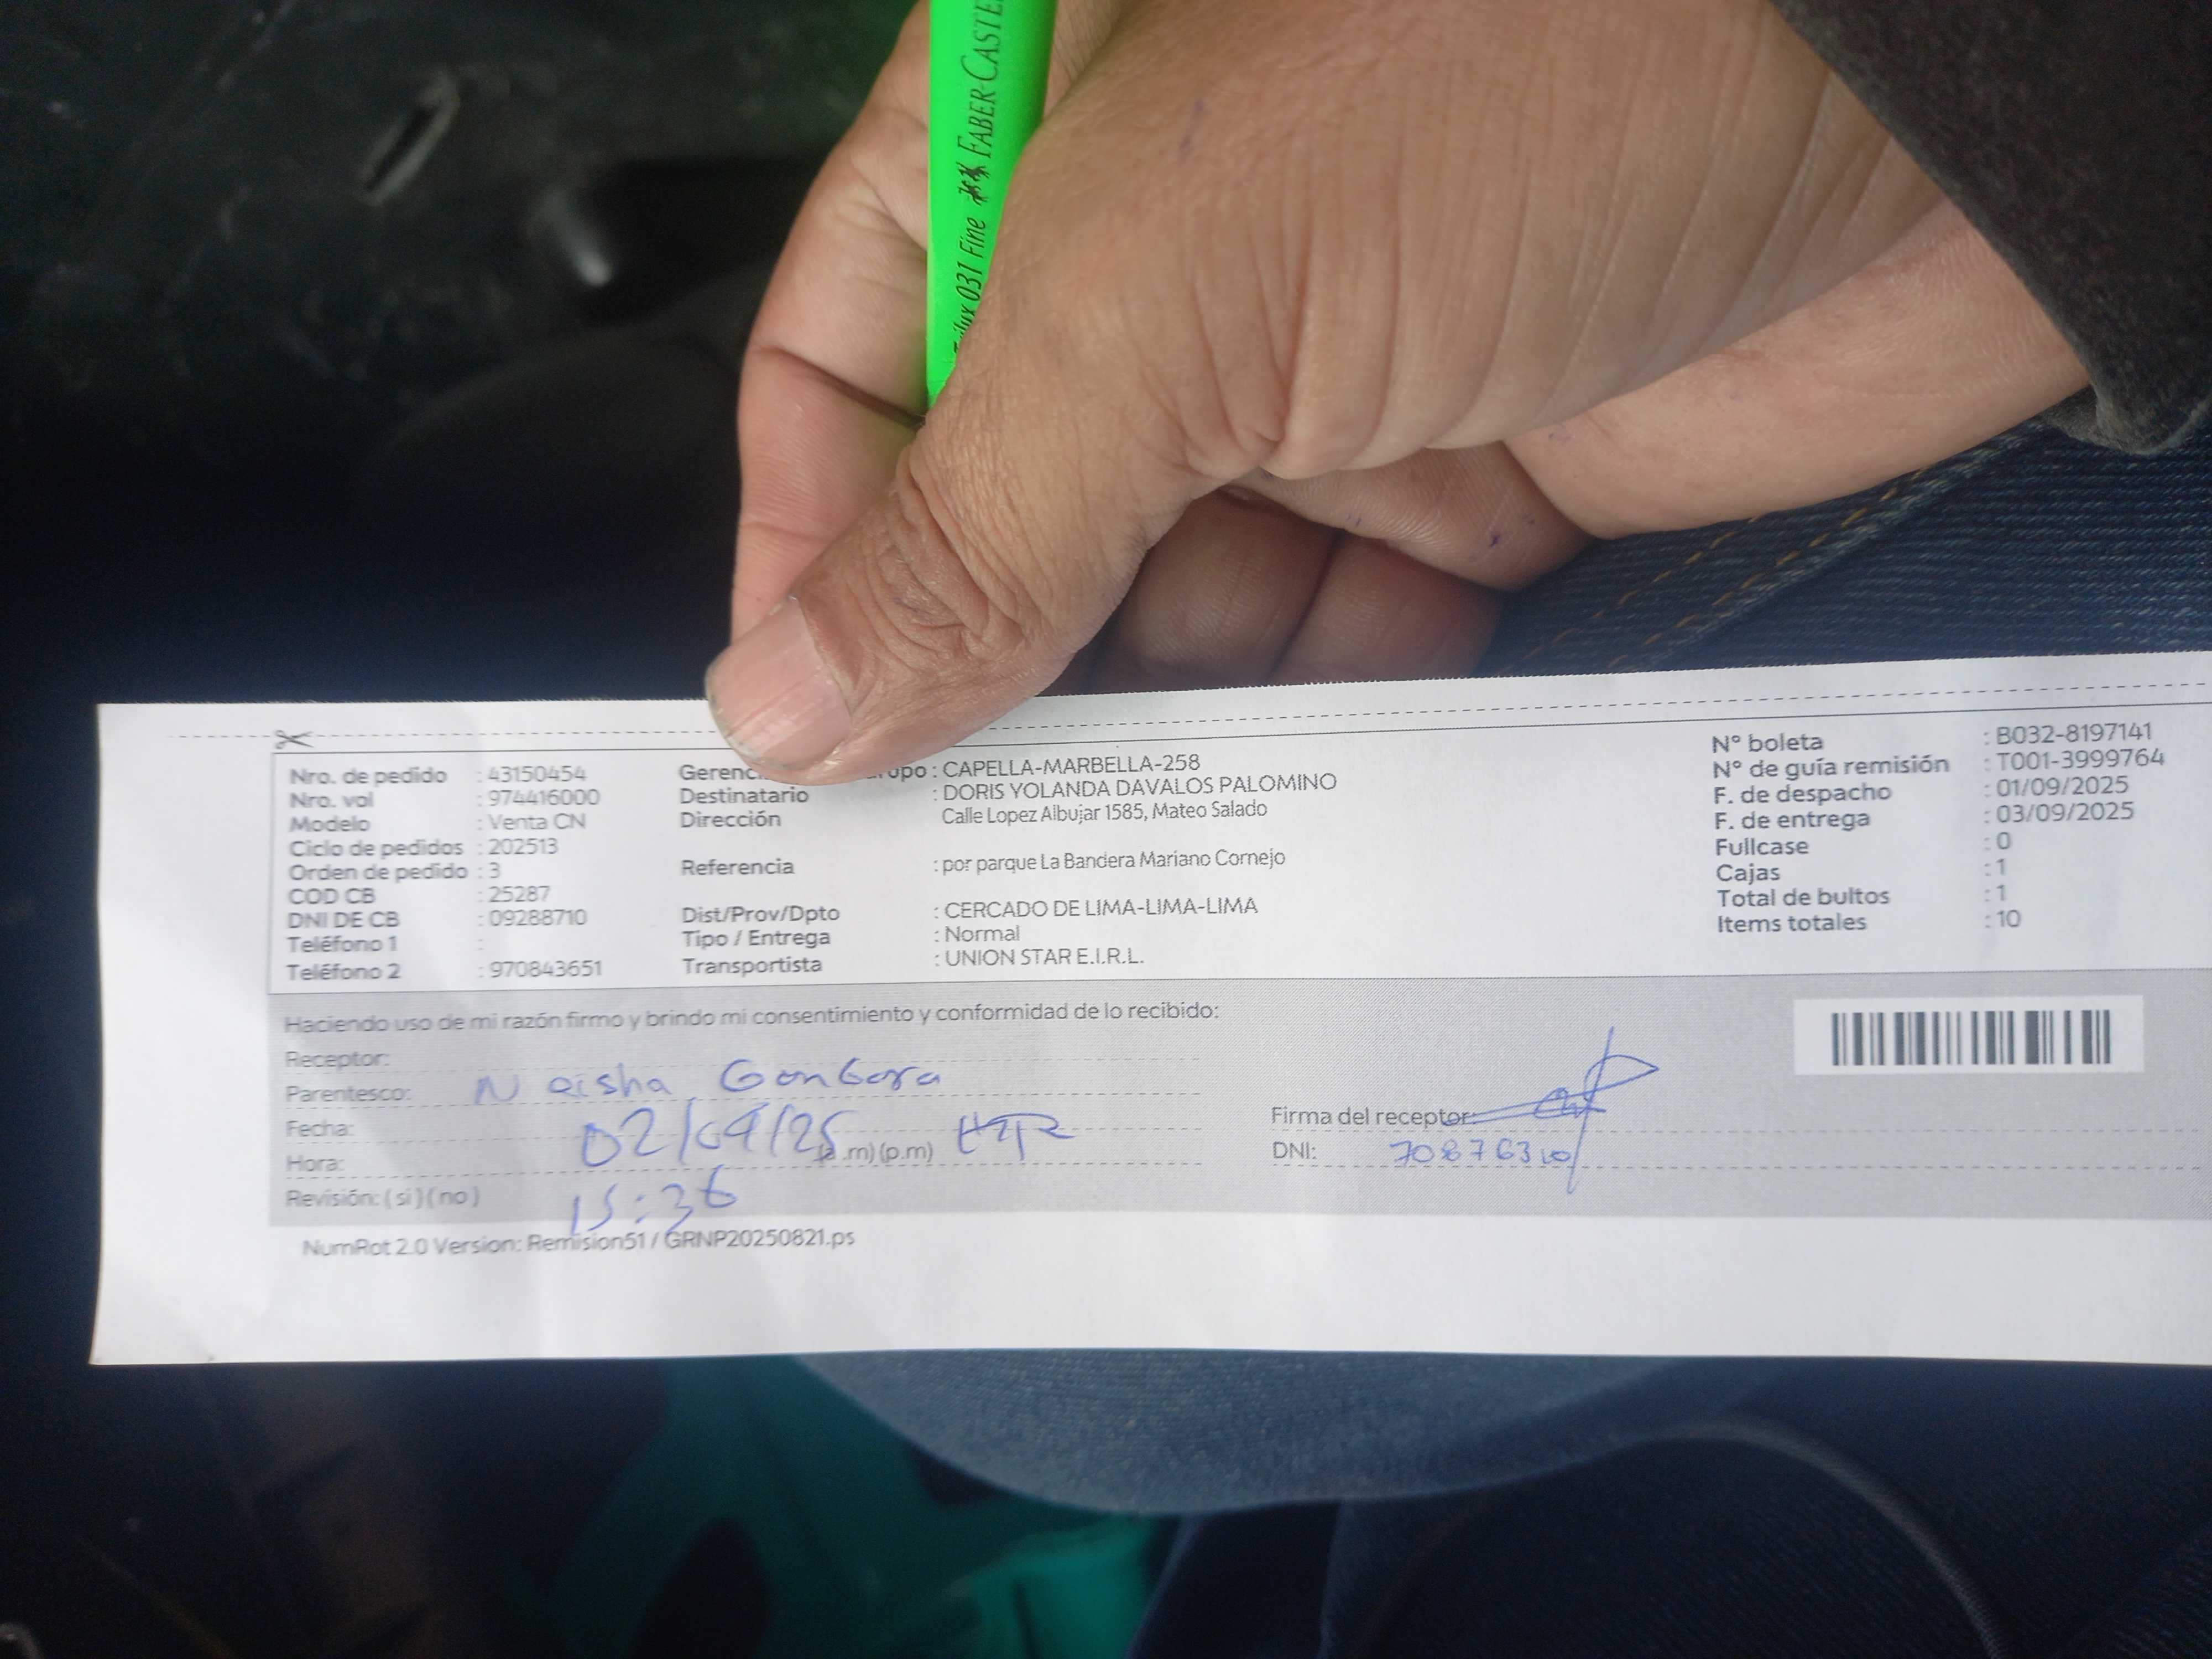 FABER-CASTE
031 Fine
Nro. de pedido : 43150454
Nro. vol : 974416000
Modelo : Venta CN
Ciclo de pedidos : 202513
Orden de pedido : 3
COD CB : 25287
DNI DE CB : 09288710
Teléfono 1 :
Teléfono 2 : 970843651
Gerenc upo : CAPELLA-MARBELLA-258
Destinatario : DORIS YOLANDA DAVALOS PALOMINO
Dirección Calle Lopez Albujar 1585, Mateo Salado
Referencia : por parque La Bandera Mariano Cornejo
Dist/Prov/Dpto : CERCADO DE LIMA-LIMA-LIMA
Tipo / Entrega : Normal
Transportista : UNION STAR E.I.R.L.
N° boleta : B032-8197141
N° de guía remisión : T001-3999764
F. de despacho : 01/09/2025
F. de entrega : 03/09/2025
Fullcase : 0
Cajas : 1
Total de bultos : 1
Items totales : 10
Haciendo uso de mi razón firmo y brindo mi consentimiento y conformidad de lo recibido:
Receptor:
Parentesco: Naisha Gongora
Fecha: 02/09/25
Hora: (a.m) (p.m)
Revisión: ( si ) ( no ) 15:36
Firma del receptor:
DNI:
NumRot 2.0 Version: Remision51 / GRNP20250821.ps